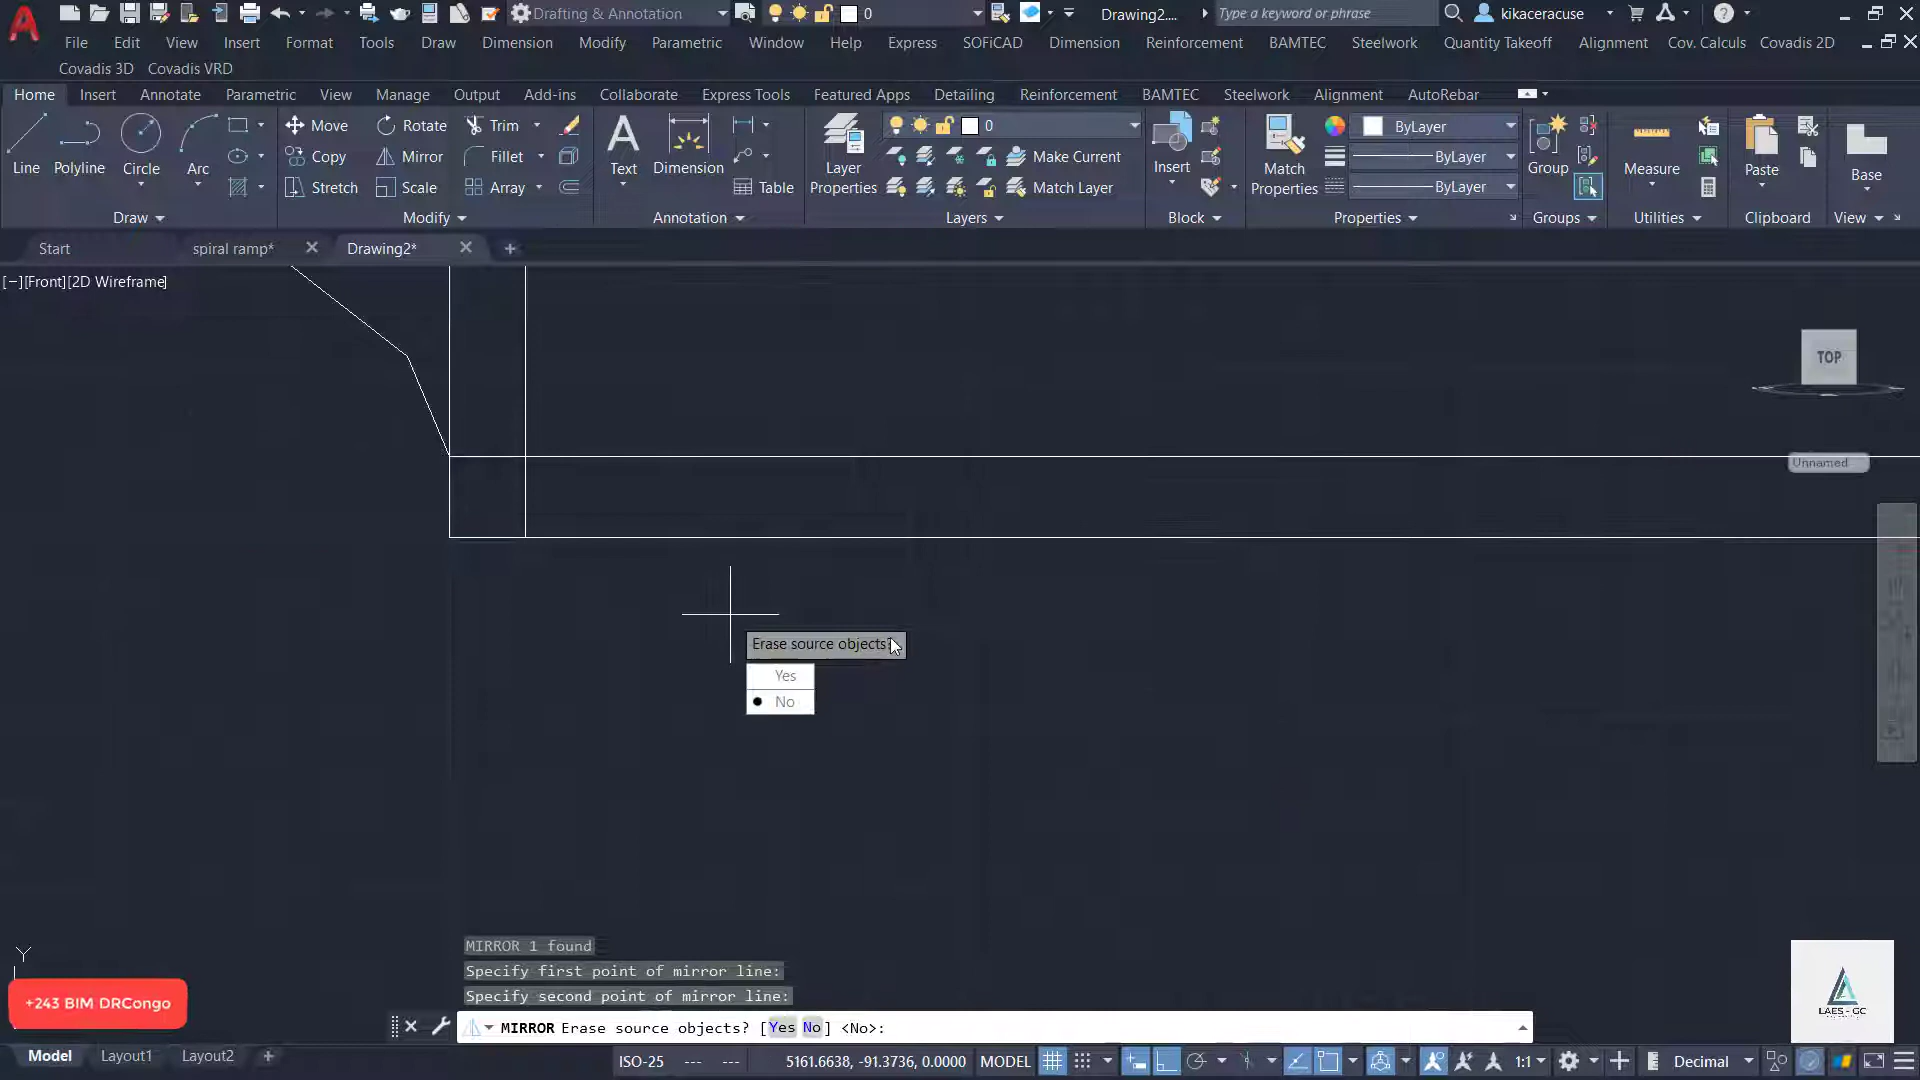 Drafting & Annotation
0
Drawing2....
Type a keyword or phrase
kikaceracuse
File Edit View Insert Format Tools Draw Dimension Modify Parametric Window Help Express SOFiCAD Dimension Reinforcement BAMTEC Steelwork Quantity Takeoff Alignment Cov. Calculs Covadis 2D
Covadis 3D Covadis VRD
Home Insert Annotate Parametric View Manage Output Add-ins Collaborate Express Tools Featured Apps Detailing Reinforcement BAMTEC Steelwork Alignment AutoRebar
Line Polyline Circle Arc
Move Rotate Trim
Copy Mirror Fillet
Stretch Scale Array
Text Dimension Table
Layer Properties
0
Make Current
Match Layer
Insert
Match Properties
ByLayer
ByLayer
ByLayer
Group Measure Paste Base
Draw Modify Annotation Layers Block Properties Groups Utilities Clipboard View
Start spiral ramp* Drawing2*
[−][Front][2D Wireframe]
TOP
Unnamed
Erase source objects?
Yes
No
MIRROR 1 found
Specify first point of mirror line:
Specify second point of mirror line:
MIRROR Erase source objects? [Yes No] <No>:
Y
+243 BIM DRCongo
LAES - GC
Model Layout1 Layout2
ISO-25 --- --- 5161.6638, -91.3736, 0.0000 MODEL 1:1 Decimal